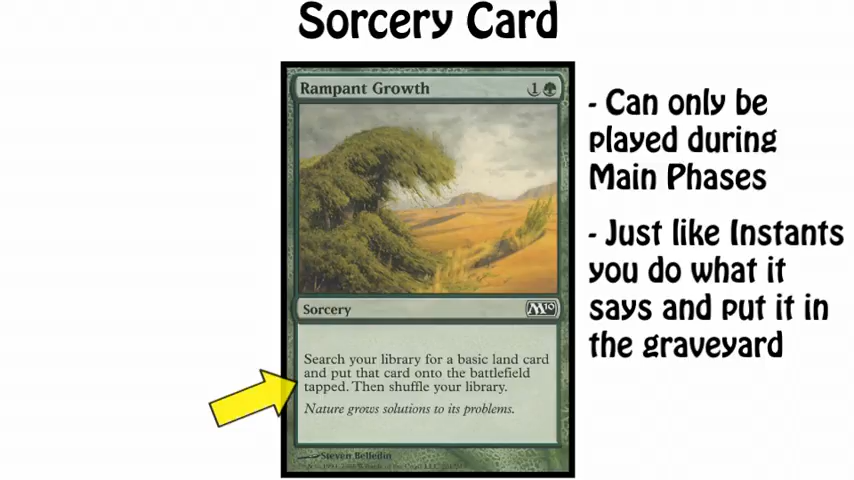 Sorcery Card
Rampant Growth 1
- Can only be
played during
Main Phases
- Just like Instants
you do what it
says and put it in
the graveyard
Sorcery M10
Search your library for a basic land card
and put that card onto the battlefield
tapped. Then shuffle your library.
Nature grows solutions to its problems.
Steven Belledin